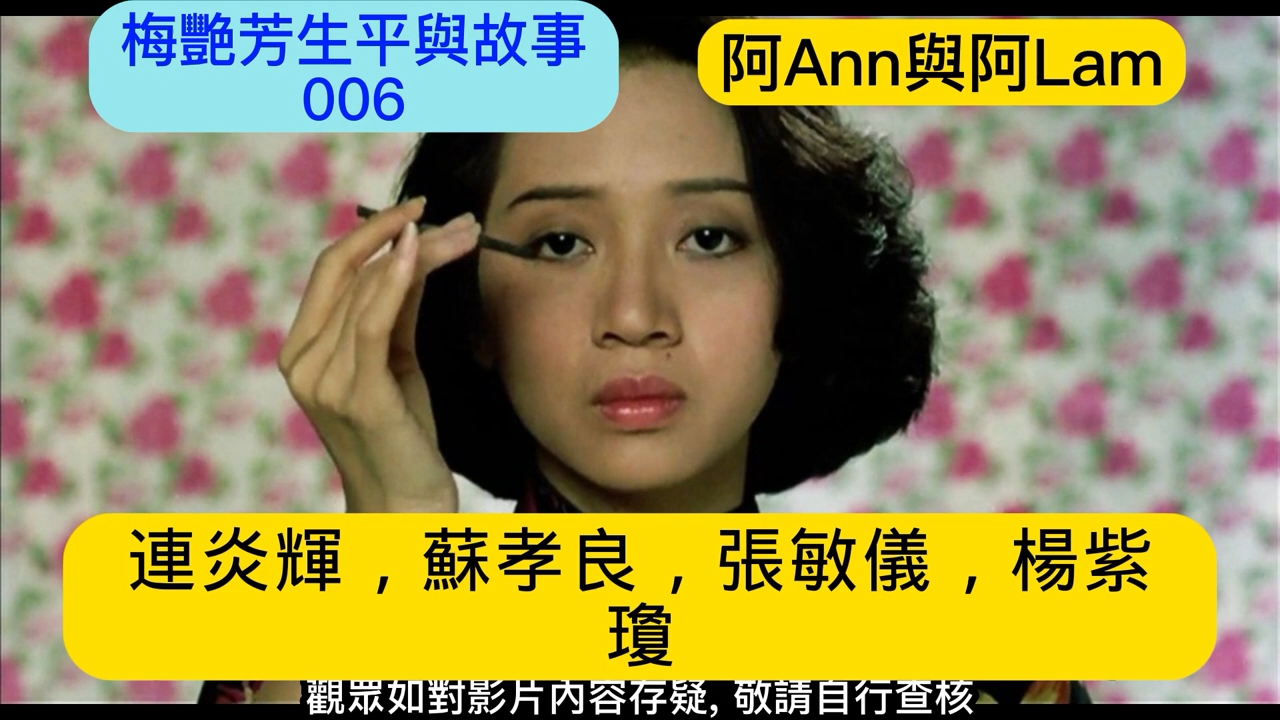 梅艷芳生平與故事
006
阿Ann與阿Lam
連炎輝，蘇孝良，張敏儀，楊紫
瓊
觀眾如對影片內容存疑, 敬請自行查核